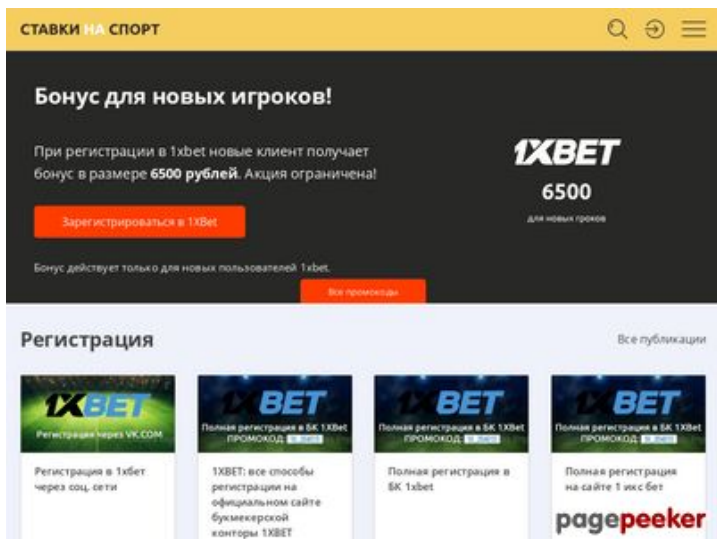 СТАВКИ НА СПОРТ
Бонус для новых игроков!
При регистрации в 1xbet новые клиент получает
бонус в размере 6500 рублей. Акция ограничена!
Зарегистрироваться в 1XBet
1XBET
6500
для новых гроков
Бонус действует только для новых пользователей 1xbet.
Все промокоды
Регистрация
Все публикации
1XBET
Регистрация через VK.COM
Регистрация в 1хбет
через соц. сети
1XBET
Полная регистрация в БК 1XBet
ПРОМОКОД:
1XBET: все способы
регистрации на
официальном сайте
букмекерской
конторы 1XBET
1XBET
Полная регистрация в БК 1XBet
ПРОМОКОД:
Полная регистрация в
БК 1xbet
1XBET
Полная регистрация в БК 1XBet
ПРОМОКОД:
Полная регистрация
на сайте 1 икс бет
pagepeeker